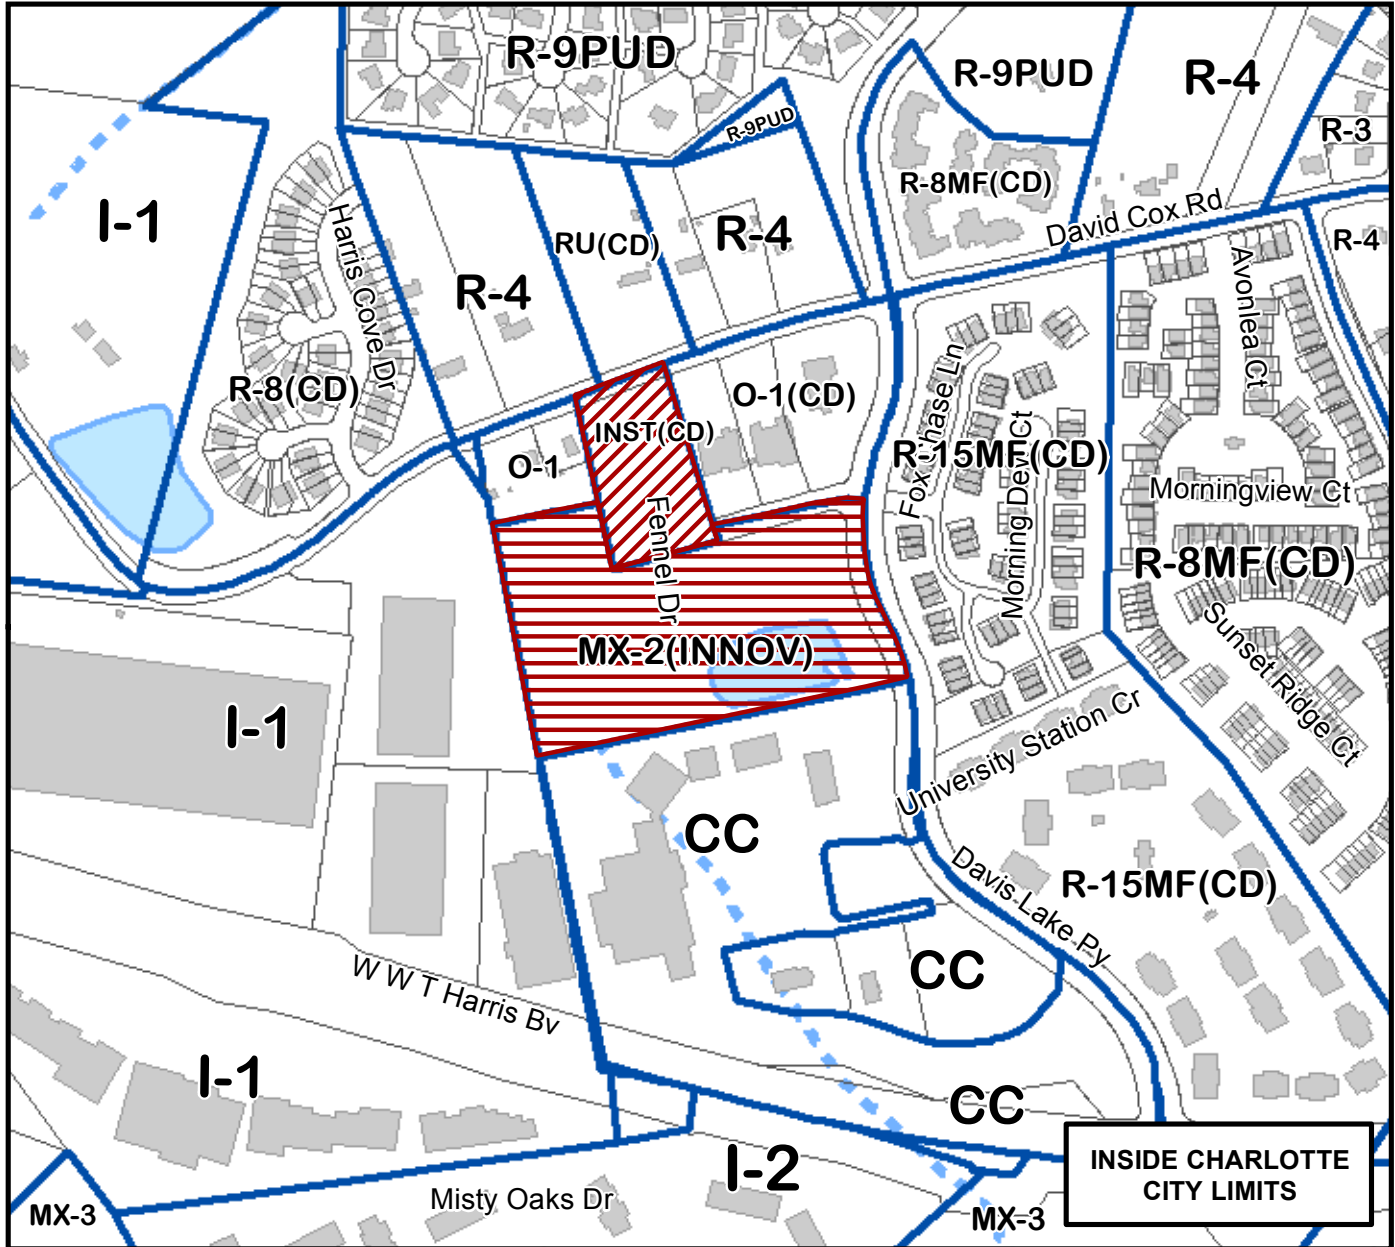 R-9PUD
R-9PUD
R-4
R-3
R-9PUD
R-8MF(CD)
I-1
Harris Cove Dr
RU(CD)
R-4
David Cox Rd
R-4
R-4
Avonlea Ct
R-8(CD)
O-1(CD)
Fox Chase Ln
INST(CD)
O-1
R-15MF(CD)
Morning Dew Ct
Morningview Ct
Fennel Dr
R-8MF(CD)
MX-2(INNOV)
Sunset Ridge Ct
I-1
University Station Cr
CC
Davis Lake Py
R-15MF(CD)
CC
W W T Harris Bv
I-1
CC
I-2
INSIDE CHARLOTTE
CITY LIMITS
Misty Oaks Dr
MX-3
MX-3